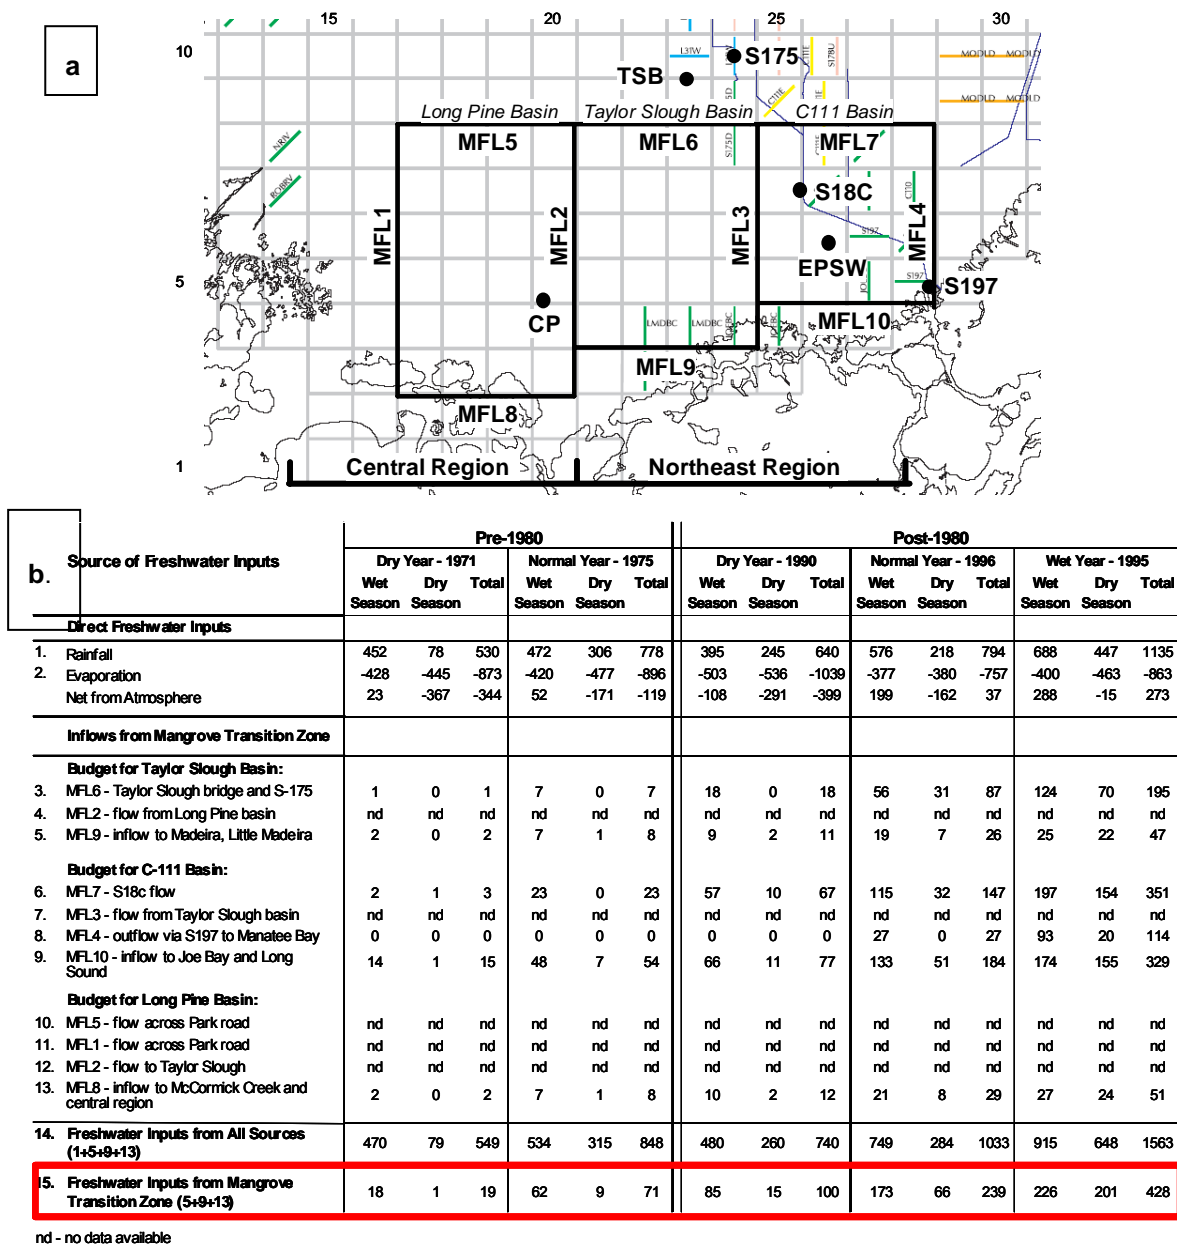 15 20 25 30
10
a
L31W
S175
C111E
S178U
MODLD MODLD
TSB
MODLD MODLD
C111E
Long Pine Basin Taylor Slough Basin C111 Basin
MFL5 MFL6 MFL7
S175D
NRIV
ROBRV
S18C
C110
MFL1 MFL2 MFL3 MFL4
S197
EPSW
5
S197
S197
JOL
CP
LMDBC LMDBC
MFL10
MFL9
MFL8
1
Central Region Northeast Region
b.
Source of Freshwater Inputs Pre-1980 Post-1980
Dry Year - 1971 Normal Year - 1975 Dry Year - 1990 Normal Year - 1996 Wet Year - 1995
Wet Dry Total Wet Dry Total Wet Dry Total Wet Dry Total Wet Dry Total
Season Season Season Season Season Season Season Season Season Season
Direct Freshwater Inputs
1. Rainfall 452 78 530 472 306 778 395 245 640 576 218 794 688 447 1135
2. Evaporation -428 -445 -873 -420 -477 -896 -503 -536 -1039 -377 -380 -757 -400 -463 -863
Net from Atmosphere 23 -367 -344 52 -171 -119 -108 -291 -399 199 -162 37 288 -15 273
Inflows from Mangrove Transition Zone
Budget for Taylor Slough Basin:
3. MFL6 - Taylor Slough bridge and S-175 1 0 1 7 0 7 18 0 18 56 31 87 124 70 195
4. MFL2 - flow from Long Pine basin nd nd nd nd nd nd nd nd nd nd nd nd nd nd nd
5. MFL9 - inflow to Madeira, Little Madeira 2 0 2 7 1 8 9 2 11 19 7 26 25 22 47
Budget for C-111 Basin:
6. MFL7 - S18c flow 2 1 3 23 0 23 57 10 67 115 32 147 197 154 351
7. MFL3 - flow from Taylor Slough basin nd nd nd nd nd nd nd nd nd nd nd nd nd nd nd
8. MFL4 - outflow via S197 to Manatee Bay 0 0 0 0 0 0 0 0 0 27 0 27 93 20 114
9. MFL10 - inflow to Joe Bay and Long 14 1 15 48 7 54 66 11 77 133 51 184 174 155 329
Sound
Budget for Long Pine Basin:
10. MFL5 - flow across Park road nd nd nd nd nd nd nd nd nd nd nd nd nd nd nd
11. MFL1 - flow across Park road nd nd nd nd nd nd nd nd nd nd nd nd nd nd nd
12. MFL2 - flow to Taylor Slough nd nd nd nd nd nd nd nd nd nd nd nd nd nd nd
13. MFL8 - inflow to McCormick Creek and 2 0 2 7 1 8 10 2 12 21 8 29 27 24 51
central region
14. Freshwater Inputs from All Sources 470 79 549 534 315 848 480 260 740 749 284 1033 915 648 1563
(1+5+9+13)
15. Freshwater Inputs from Mangrove 18 1 19 62 9 71 85 15 100 173 66 239 226 201 428
Transition Zone (5+9+13)
nd - no data available